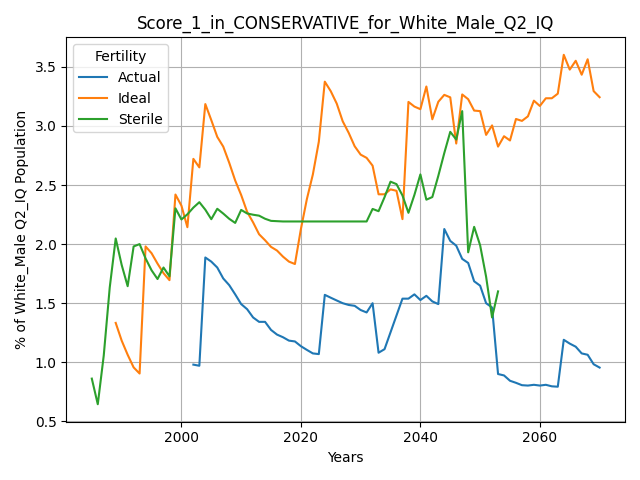 Score_1_in_CONSERVATIVE_for_White_Male_Q2_IQ
Fertility
Actual
Ideal
Sterile
% of White_Male Q2_IQ Population
3.5
3.0
2.5
2.0
1.5
1.0
0.5
2000
2020
2040
2060
Years